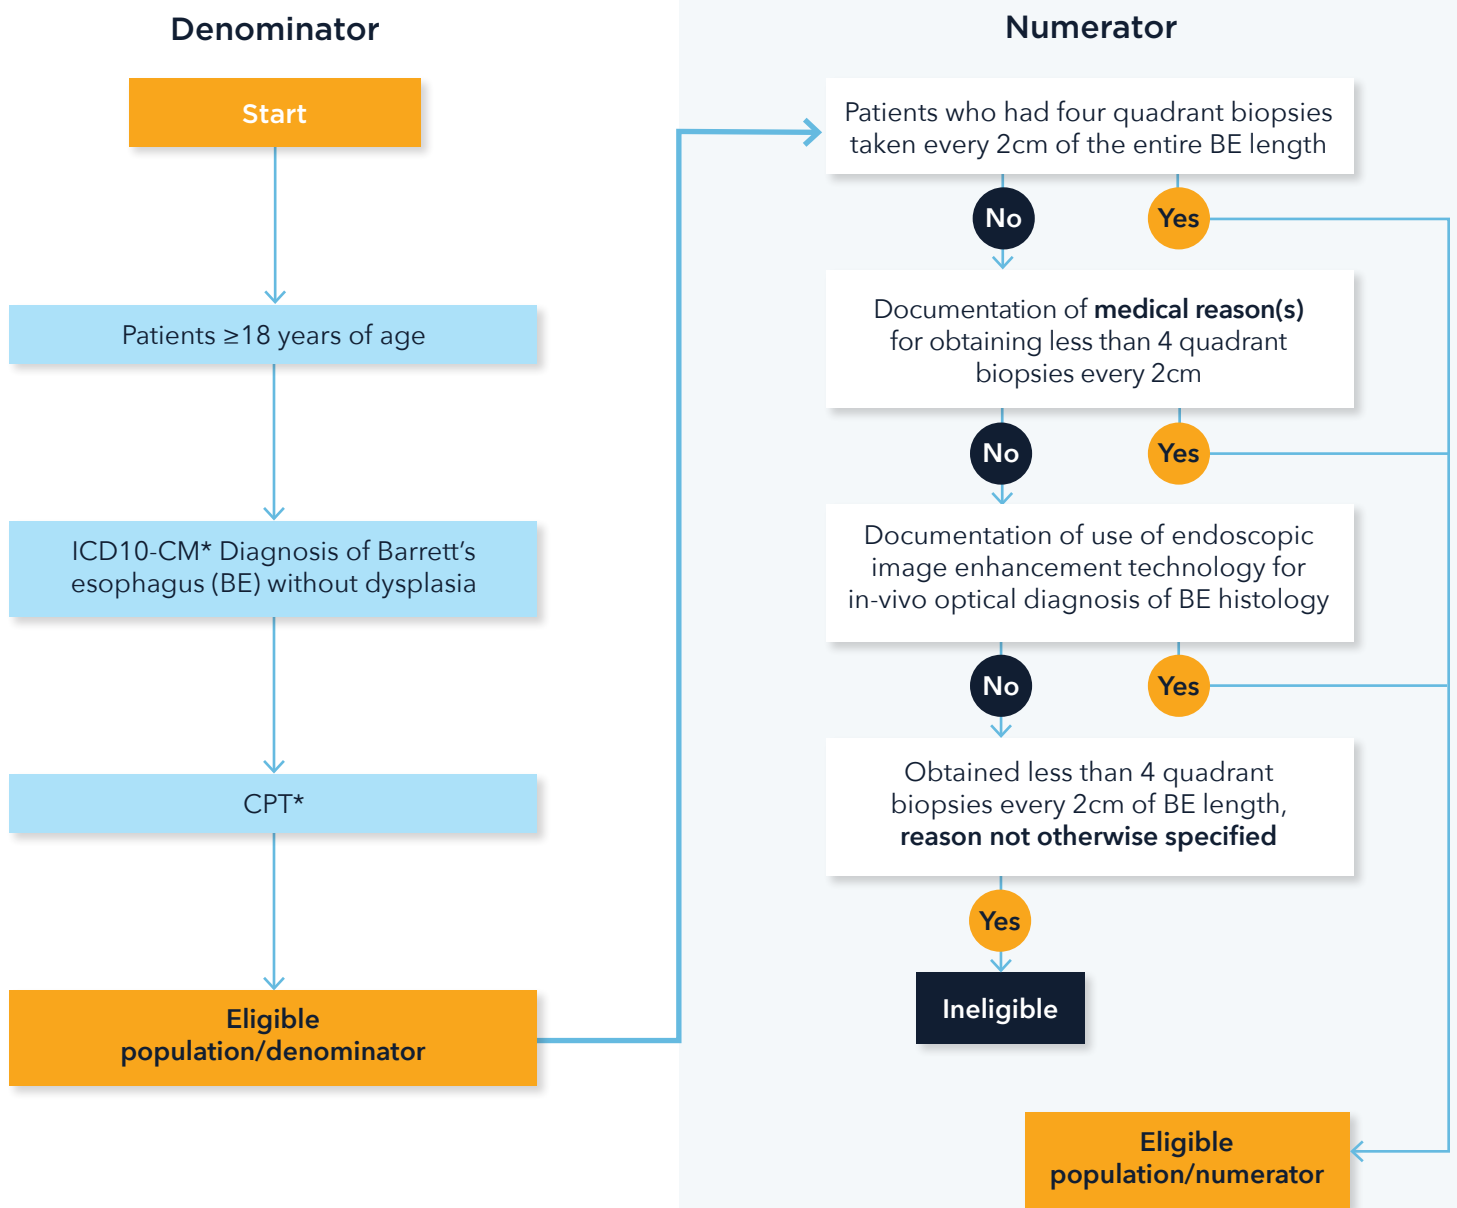 Denominator
Start
Patients ≥18 years of age
ICD10-CM* Diagnosis of Barrett’s
esophagus (BE) without dysplasia
CPT*
Eligible
population/denominator
Numerator
Patients who had four quadrant biopsies
taken every 2cm of the entire BE length
No
Yes
Documentation of medical reason(s)
for obtaining less than 4 quadrant
biopsies every 2cm
No
Yes
Documentation of use of endoscopic
image enhancement technology for
in-vivo optical diagnosis of BE histology
No
Yes
Obtained less than 4 quadrant
biopsies every 2cm of BE length,
reason not otherwise specified
Yes
Ineligible
Eligible
population/numerator